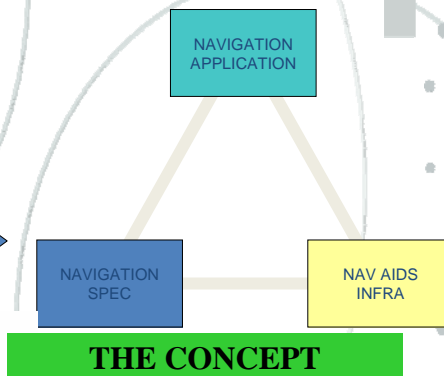 NAVIGATION
APPLICATION
NAVIGATION
SPEC
NAV AIDS
INFRA
THE CONCEPT